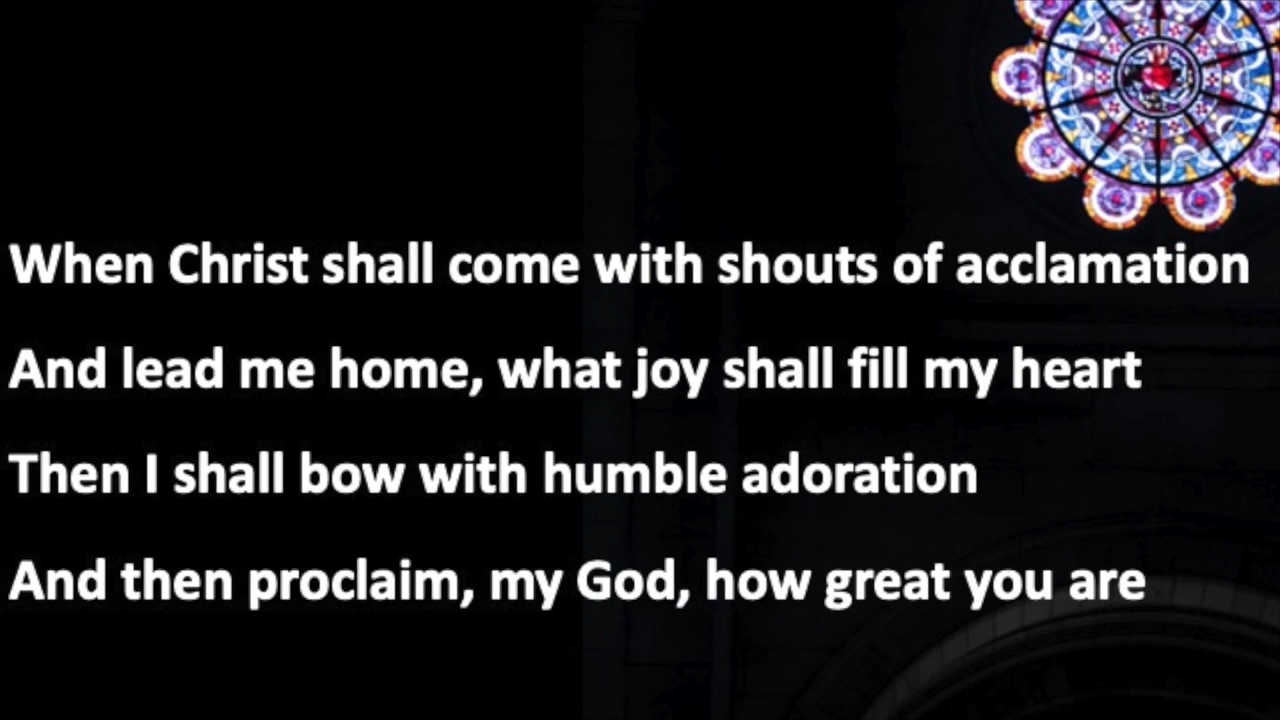 When Christ shall come with shouts of acclamation
And lead me home, what joy shall fill my heart
Then I shall bow with humble adoration
And then proclaim, my God, how great you are